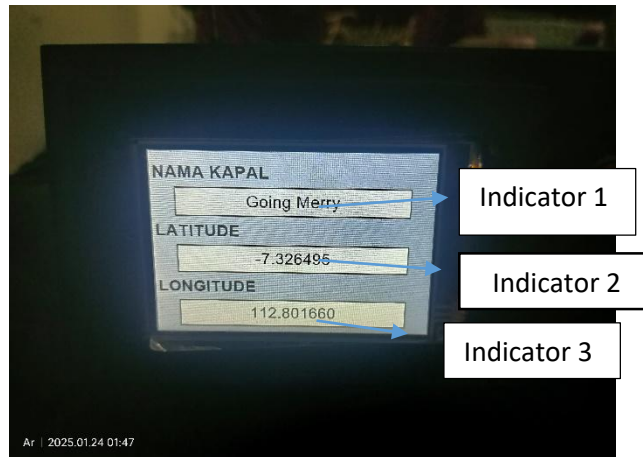 NAMA KAPAL
Going Merry
Indicator 1
LATITUDE
-7.326495
Indicator 2
LONGITUDE
112.801660
Indicator 3
Ar | 2025.01.24 01:47